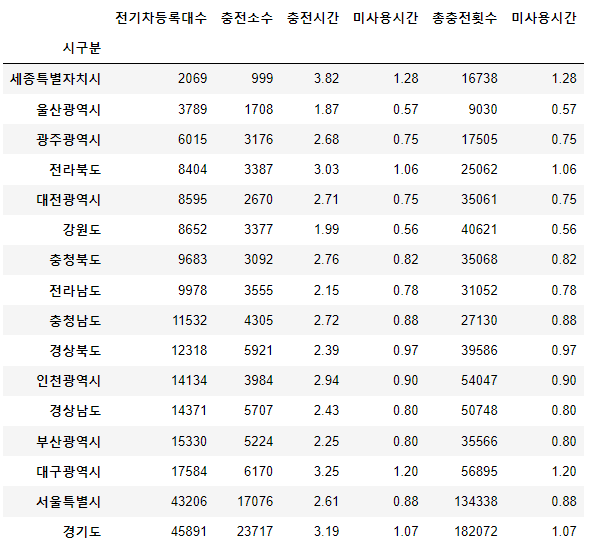 전기차등록대수 충전소수 충전시간 미사용시간 총충전횟수 미사용시간
시구분
세종특별자치시 2069 999 3.82 1.28 16738 1.28
울산광역시 3789 1708 1.87 0.57 9030 0.57
광주광역시 6015 3176 2.68 0.75 17505 0.75
전라북도 8404 3387 3.03 1.06 25062 1.06
대전광역시 8595 2670 2.71 0.75 35061 0.75
강원도 8652 3377 1.99 0.56 40621 0.56
충청북도 9683 3092 2.76 0.82 35068 0.82
전라남도 9978 3555 2.15 0.78 31052 0.78
충청남도 11532 4305 2.72 0.88 27130 0.88
경상북도 12318 5921 2.39 0.97 39586 0.97
인천광역시 14134 3984 2.94 0.90 54047 0.90
경상남도 14371 5707 2.43 0.80 50748 0.80
부산광역시 15330 5224 2.25 0.80 35566 0.80
대구광역시 17584 6170 3.25 1.20 56895 1.20
서울특별시 43206 17076 2.61 0.88 134338 0.88
경기도 45891 23717 3.19 1.07 182072 1.07